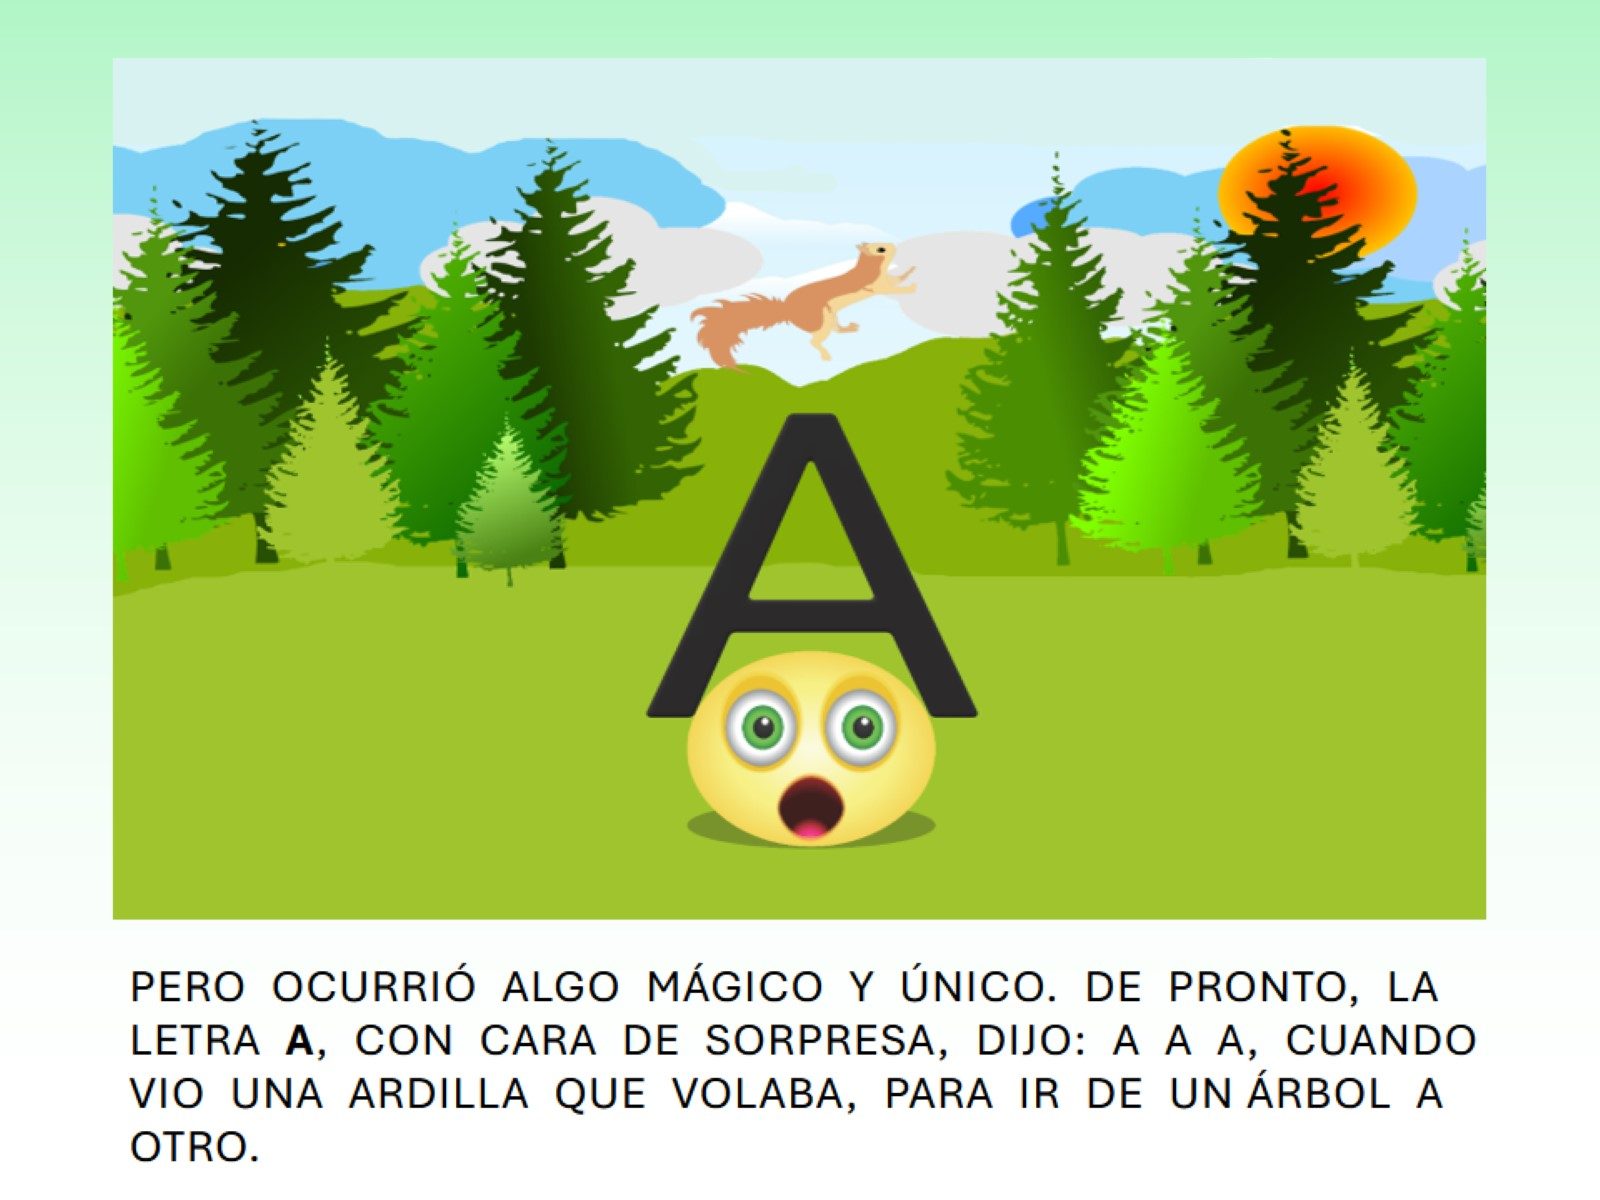 A
PERO OCURRIÓ ALGO MÁGICO Y ÚNICO. DE PRONTO, LA
LETRA A, CON CARA DE SORPRESA, DIJO: A A A, CUANDO
VIO UNA ARDILLA QUE VOLABA, PARA IR DE UN ÁRBOL A
OTRO.